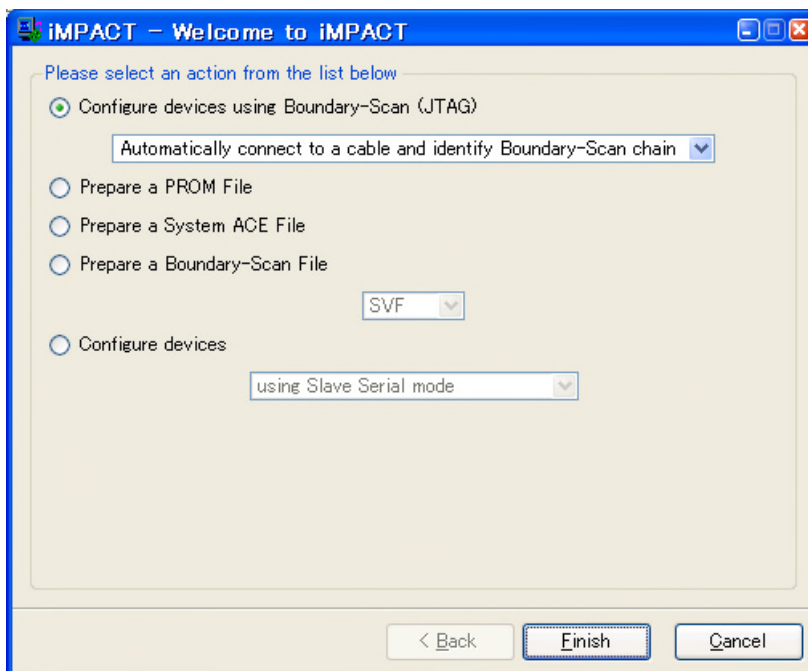 iMPACT - Welcome to iMPACT
Please select an action from the list below
Configure devices using Boundary-Scan (JTAG)
Automatically connect to a cable and identify Boundary-Scan chain
Prepare a PROM File
Prepare a System ACE File
Prepare a Boundary-Scan File
SVF
Configure devices
using Slave Serial mode
< Back Finish Cancel